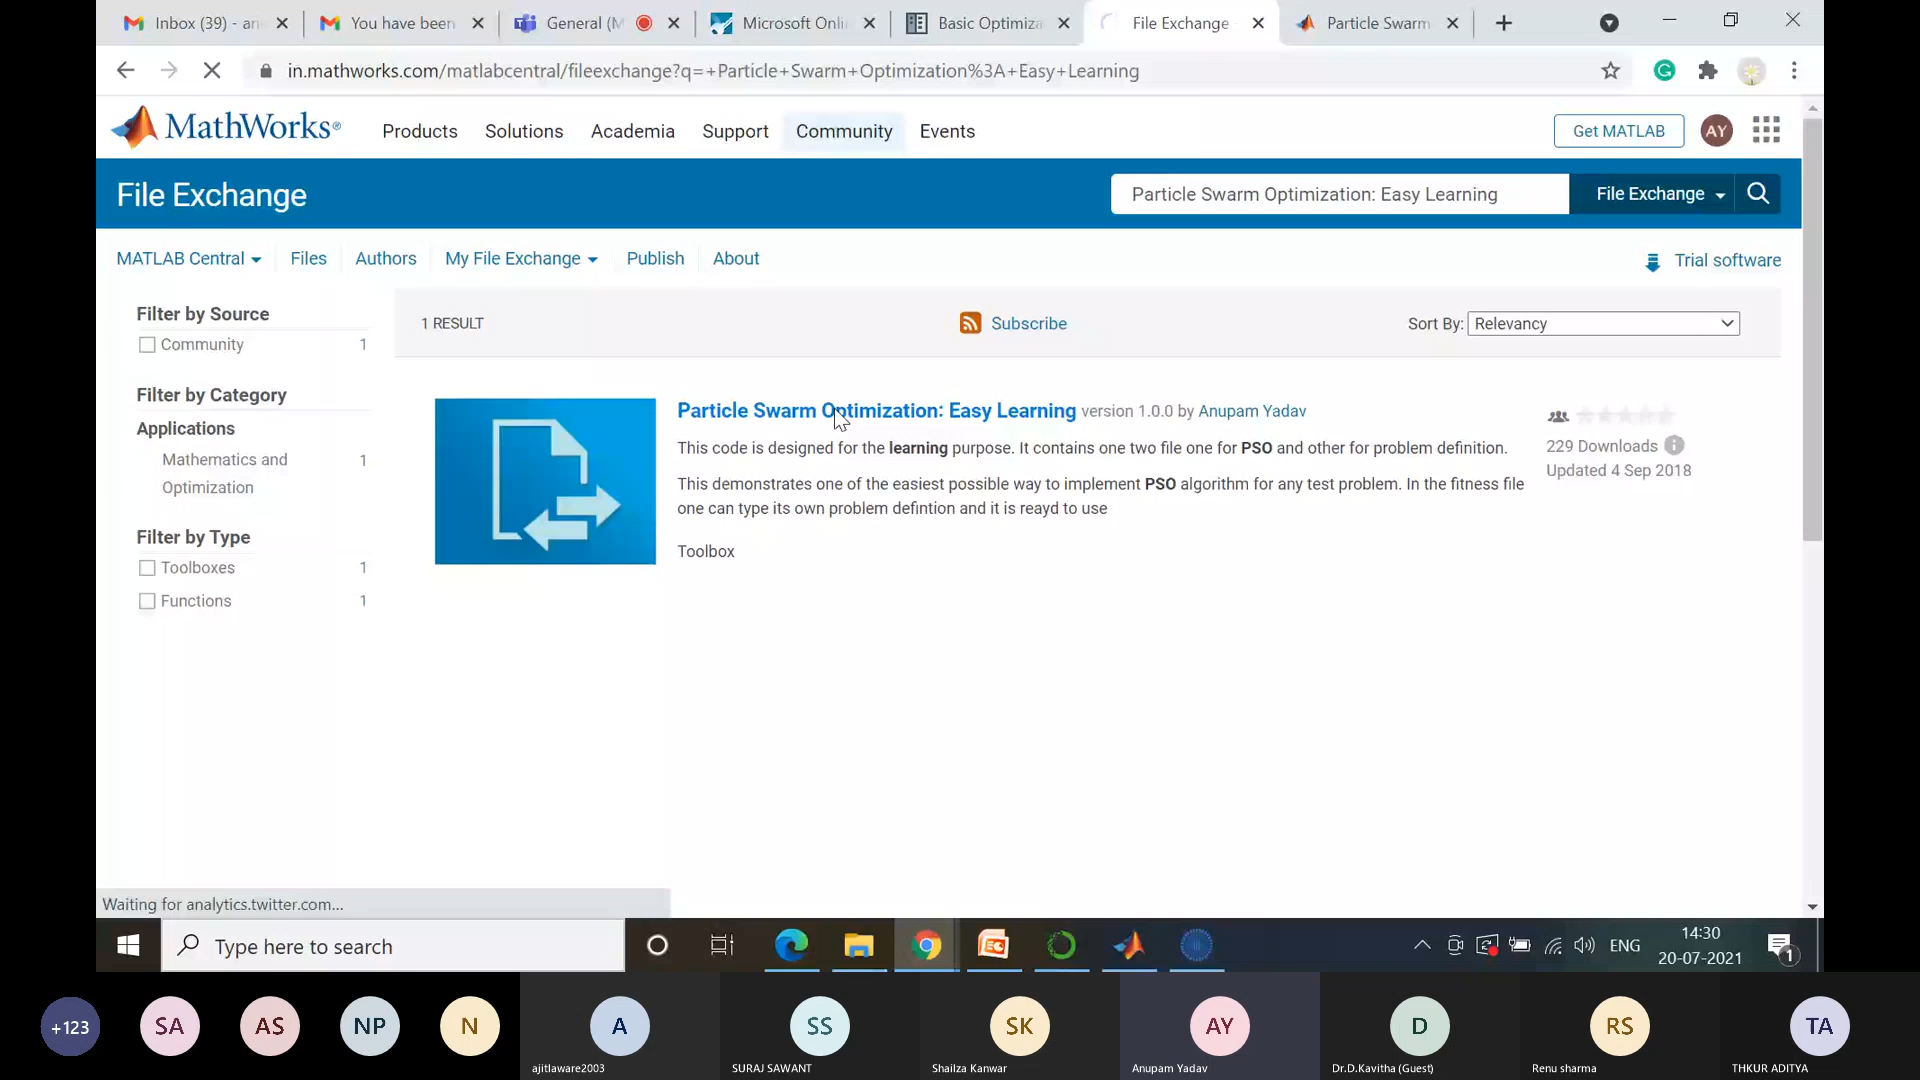 Inbox (39) - an
You have been
General (M
Microsoft Onli
Basic Optimiza
File Exchange -
Particle Swarm
in.mathworks.com/matlabcentral/fileexchange?q=+Particle+Swarm+Optimization%3A+Easy+Learning
MathWorks®
Products
Solutions
Academia
Support
Community
Events
Get MATLAB
AY
File Exchange
Particle Swarm Optimization: Easy Learning
File Exchange
MATLAB Central
Files
Authors
My File Exchange
Publish
About
Trial software
Filter by Source
Community 1
Filter by Category
Applications
Mathematics and 1
Optimization
Filter by Type
Toolboxes 1
Functions 1
1 RESULT
Subscribe
Sort By: Relevancy
Particle Swarm Optimization: Easy Learning version 1.0.0 by Anupam Yadav
This code is designed for the learning purpose. It contains one two file one for PSO and other for problem definition.
This demonstrates one of the easiest possible way to implement PSO algorithm for any test problem. In the fitness file
one can type its own problem defintion and it is reayd to use
Toolbox
229 Downloads
Updated 4 Sep 2018
Waiting for analytics.twitter.com...
Type here to search
ENG
14:30
20-07-2021
1
+123
SA
AS
NP
N
A
ajitlaware2003
SS
SURAJ SAWANT
SK
Shailza Kanwar
AY
Anupam Yadav
D
Dr.D.Kavitha (Guest)
RS
Renu sharma
TA
THKUR ADITYA